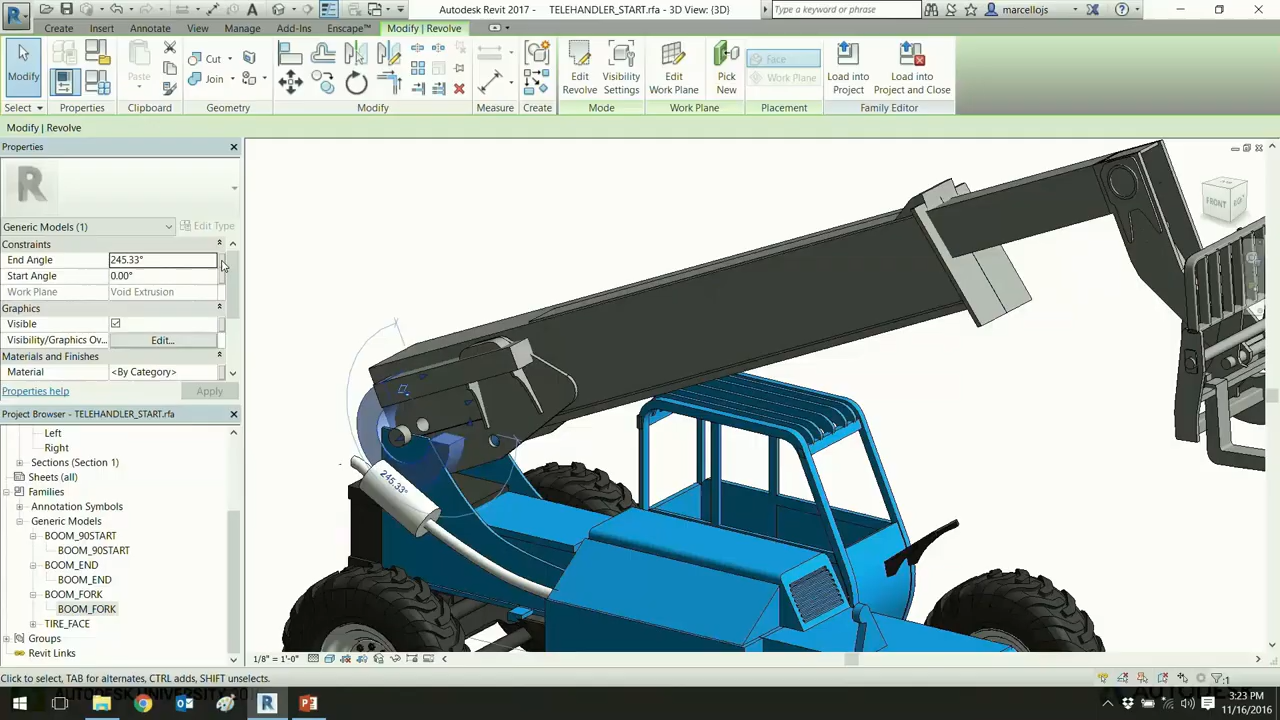 Autodesk Revit 2017 - TELEHANDLER_START.rfa - 3D View: {3D}
Type a keyword or phrase
marcellojs
Create Insert Annotate View Manage Add-Ins Enscape™ Modify | Revolve
Modify
Paste
Cut
Join
Edit Revolve
Visibility Settings
Edit Work Plane
Pick New
Face
Work Plane
Load into Project
Load into Project and Close
Select Properties Clipboard Geometry Modify Measure Create Mode Work Plane Placement Family Editor
Modify | Revolve
Properties
R
FRONT
Generic Models (1)
Edit Type
Constraints
End Angle 245.33°
Start Angle 0.00°
Work Plane Void Extrusion
Graphics
Visible
Visibility/Graphics Ov... Edit...
Materials and Finishes
Material <By Category>
Properties help Apply
Project Browser - TELEHANDLER_START.rfa
Left
Right
Sections (Section 1)
Sheets (all)
Families
Annotation Symbols
Generic Models
BOOM_90START
BOOM_90START
BOOM_END
BOOM_END
BOOM_FORK
BOOM_FORK
TIRE_FACE
Groups
Revit Links
245.33°
1/8" = 1'-0"
Click to select, TAB for alternates, CTRL adds, SHIFT unselects.
:1
3:23 PM
11/16/2016